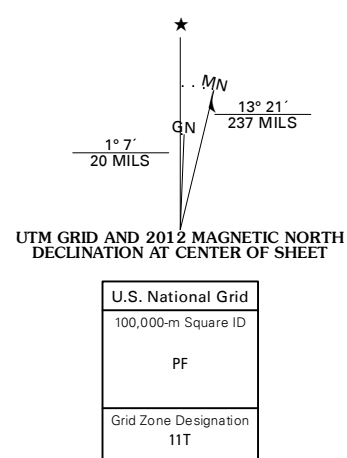 ★
MN
GN
13° 21´
237 MILS
1° 7´
20 MILS
UTM GRID AND 2012 MAGNETIC NORTH
DECLINATION AT CENTER OF SHEET
U.S. National Grid
100,000-m Square ID
PF
Grid Zone Designation
11T